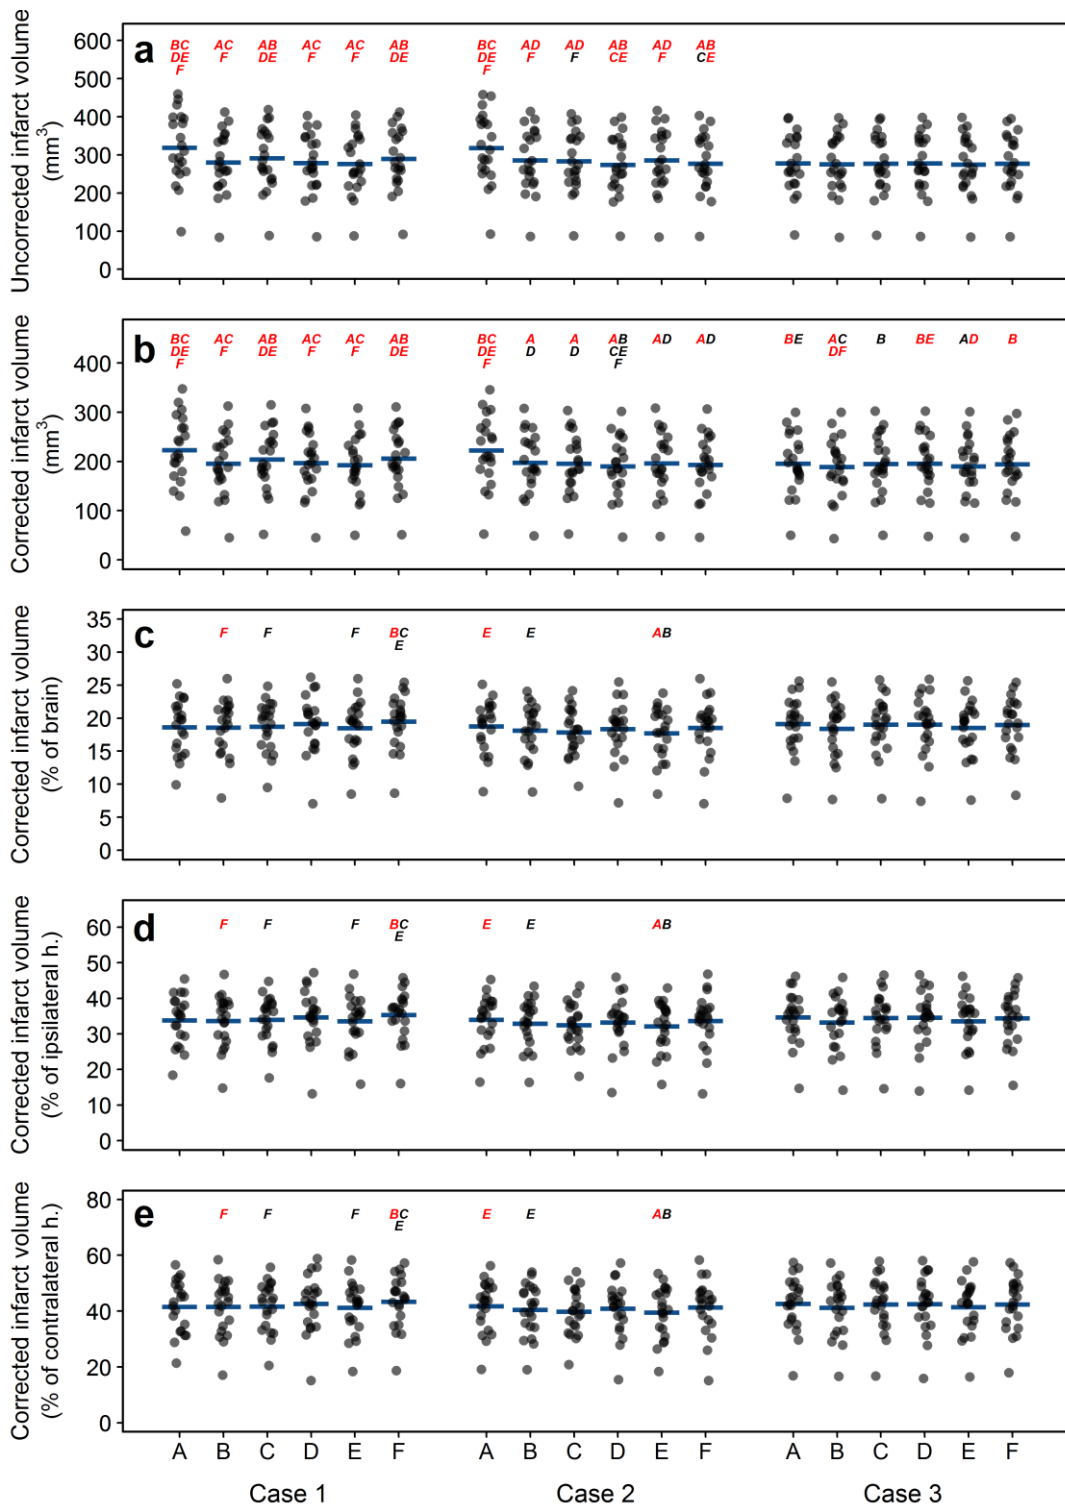 a
Uncorrected infarct volume
(mm³)
600
500
400
300
200
100
0
BC AC AB AC AC AB BC AD AD AB AD AB
DE F DE F F DE DE F F CE F CE
F F
b
Corrected infarct volume
(mm³)
400
300
200
100
0
BC AC AB AC AC AB BC A A AB AD AD BE AC B BE AD B
DE F DE F F DE DE D D CE DF
F F F
c
Corrected infarct volume
(% of brain)
35
30
25
20
15
10
5
0
F F F BC E E AB
E
d
Corrected infarct volume
(% of ipsilateral h.)
60
50
40
30
20
10
0
F F F BC E E AB
E
e
Corrected infarct volume
(% of contralateral h.)
80
60
40
20
0
F F F BC E E AB
E
A B C D E F A B C D E F A B C D E F
Case 1 Case 2 Case 3